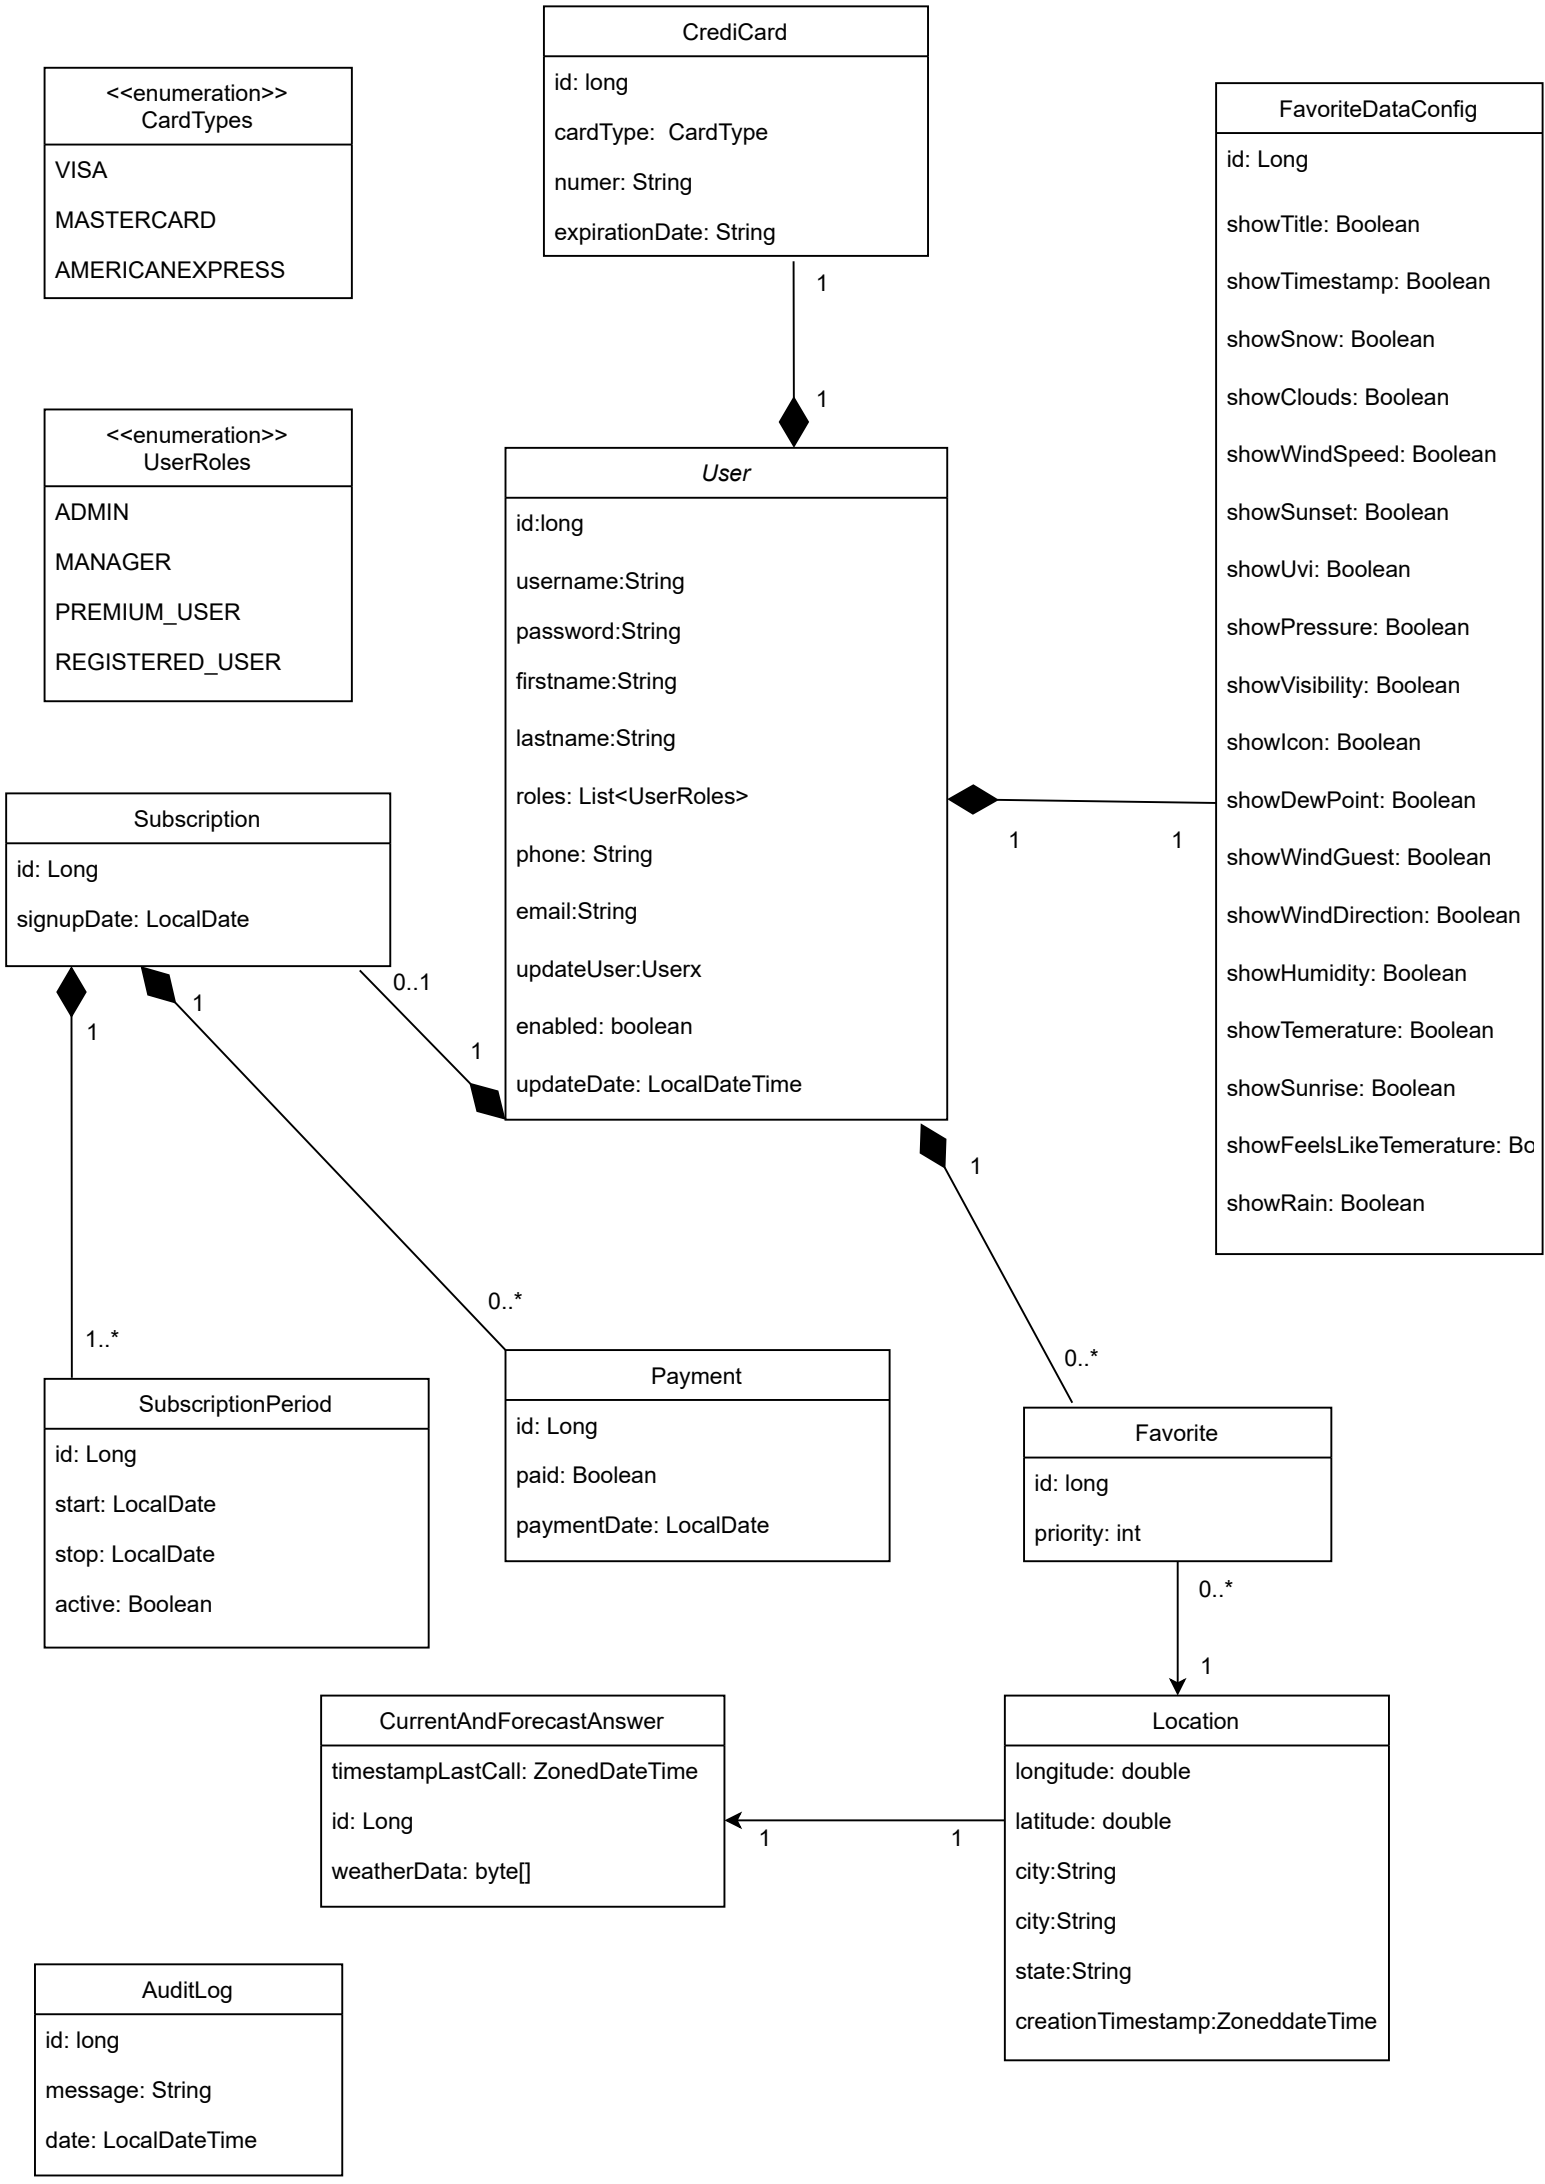 CrediCard
id: long
cardType:  CardType
numer: String
expirationDate: String
1
1
<<enumeration>>
CardTypes
VISA
MASTERCARD
AMERICANEXPRESS
<<enumeration>>
UserRoles
ADMIN
MANAGER
PREMIUM_USER
REGISTERED_USER
FavoriteDataConfig
id: Long
showTitle: Boolean
showTimestamp: Boolean
showSnow: Boolean
showClouds: Boolean
showWindSpeed: Boolean
showSunset: Boolean
showUvi: Boolean
showPressure: Boolean
showVisibility: Boolean
showIcon: Boolean
showDewPoint: Boolean
showWindGuest: Boolean
showWindDirection: Boolean
showHumidity: Boolean
showTemerature: Boolean
showSunrise: Boolean
showFeelsLikeTemerature: Bo
showRain: Boolean
User
id:long
username:String
password:String
firstname:String
lastname:String
roles: List<UserRoles>
phone: String
email:String
updateUser:Userx
enabled: boolean
updateDate: LocalDateTime
1
1
Subscription
id: Long
signupDate: LocalDate
0..1
1
1
1
1
0..*
1..*
0..*
SubscriptionPeriod
id: Long
start: LocalDate
stop: LocalDate
active: Boolean
Payment
id: Long
paid: Boolean
paymentDate: LocalDate
Favorite
id: long
priority: int
0..*
1
CurrentAndForecastAnswer
timestampLastCall: ZonedDateTime
id: Long
weatherData: byte[]
1
1
Location
longitude: double
latitude: double
city:String
city:String
state:String
creationTimestamp:ZoneddateTime
AuditLog
id: long
message: String
date: LocalDateTime